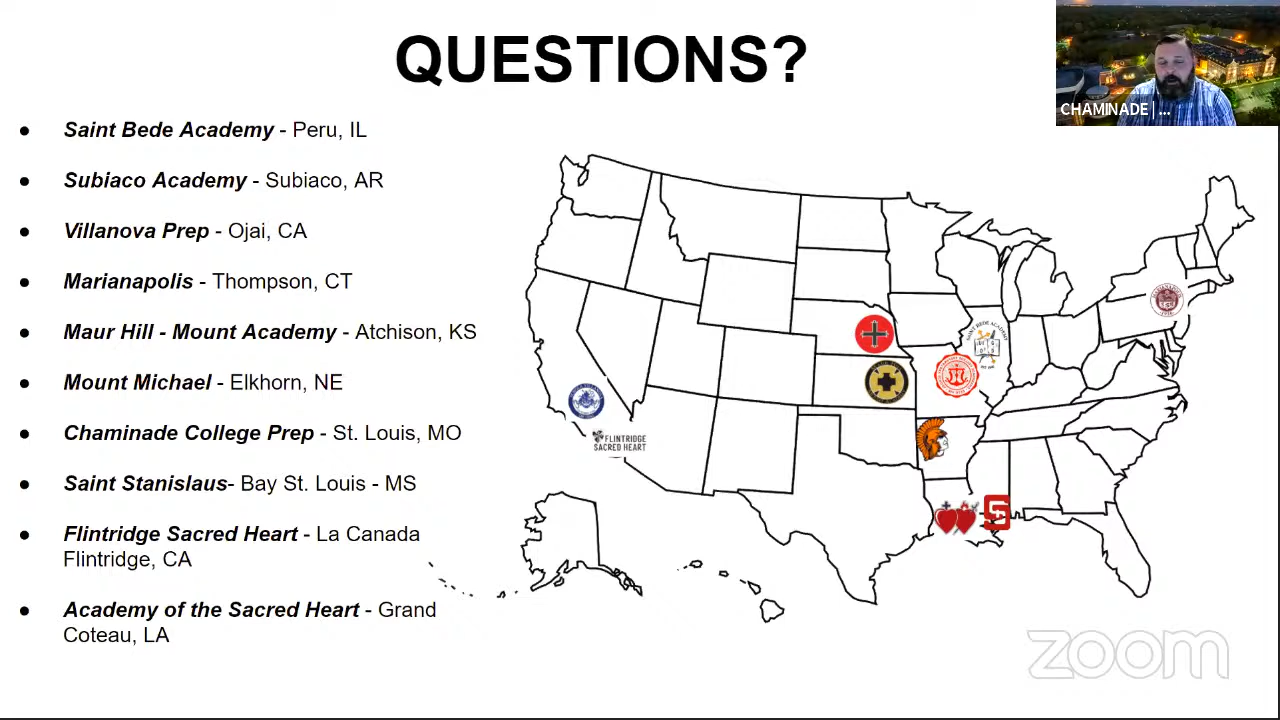 QUESTIONS?
CHAMINADE | ...
● Saint Bede Academy - Peru, IL
● Subiaco Academy - Subiaco, AR
● Villanova Prep - Ojai, CA
● Marianapolis - Thompson, CT
● Maur Hill - Mount Academy - Atchison, KS
● Mount Michael - Elkhorn, NE
● Chaminade College Prep - St. Louis, MO
● Saint Stanislaus- Bay St. Louis - MS
● Flintridge Sacred Heart - La Canada
Flintridge, CA
● Academy of the Sacred Heart - Grand
Coteau, LA
SAINT BEDE ACADEMY
FLINTRIDGE
SACRED HEART
zoom